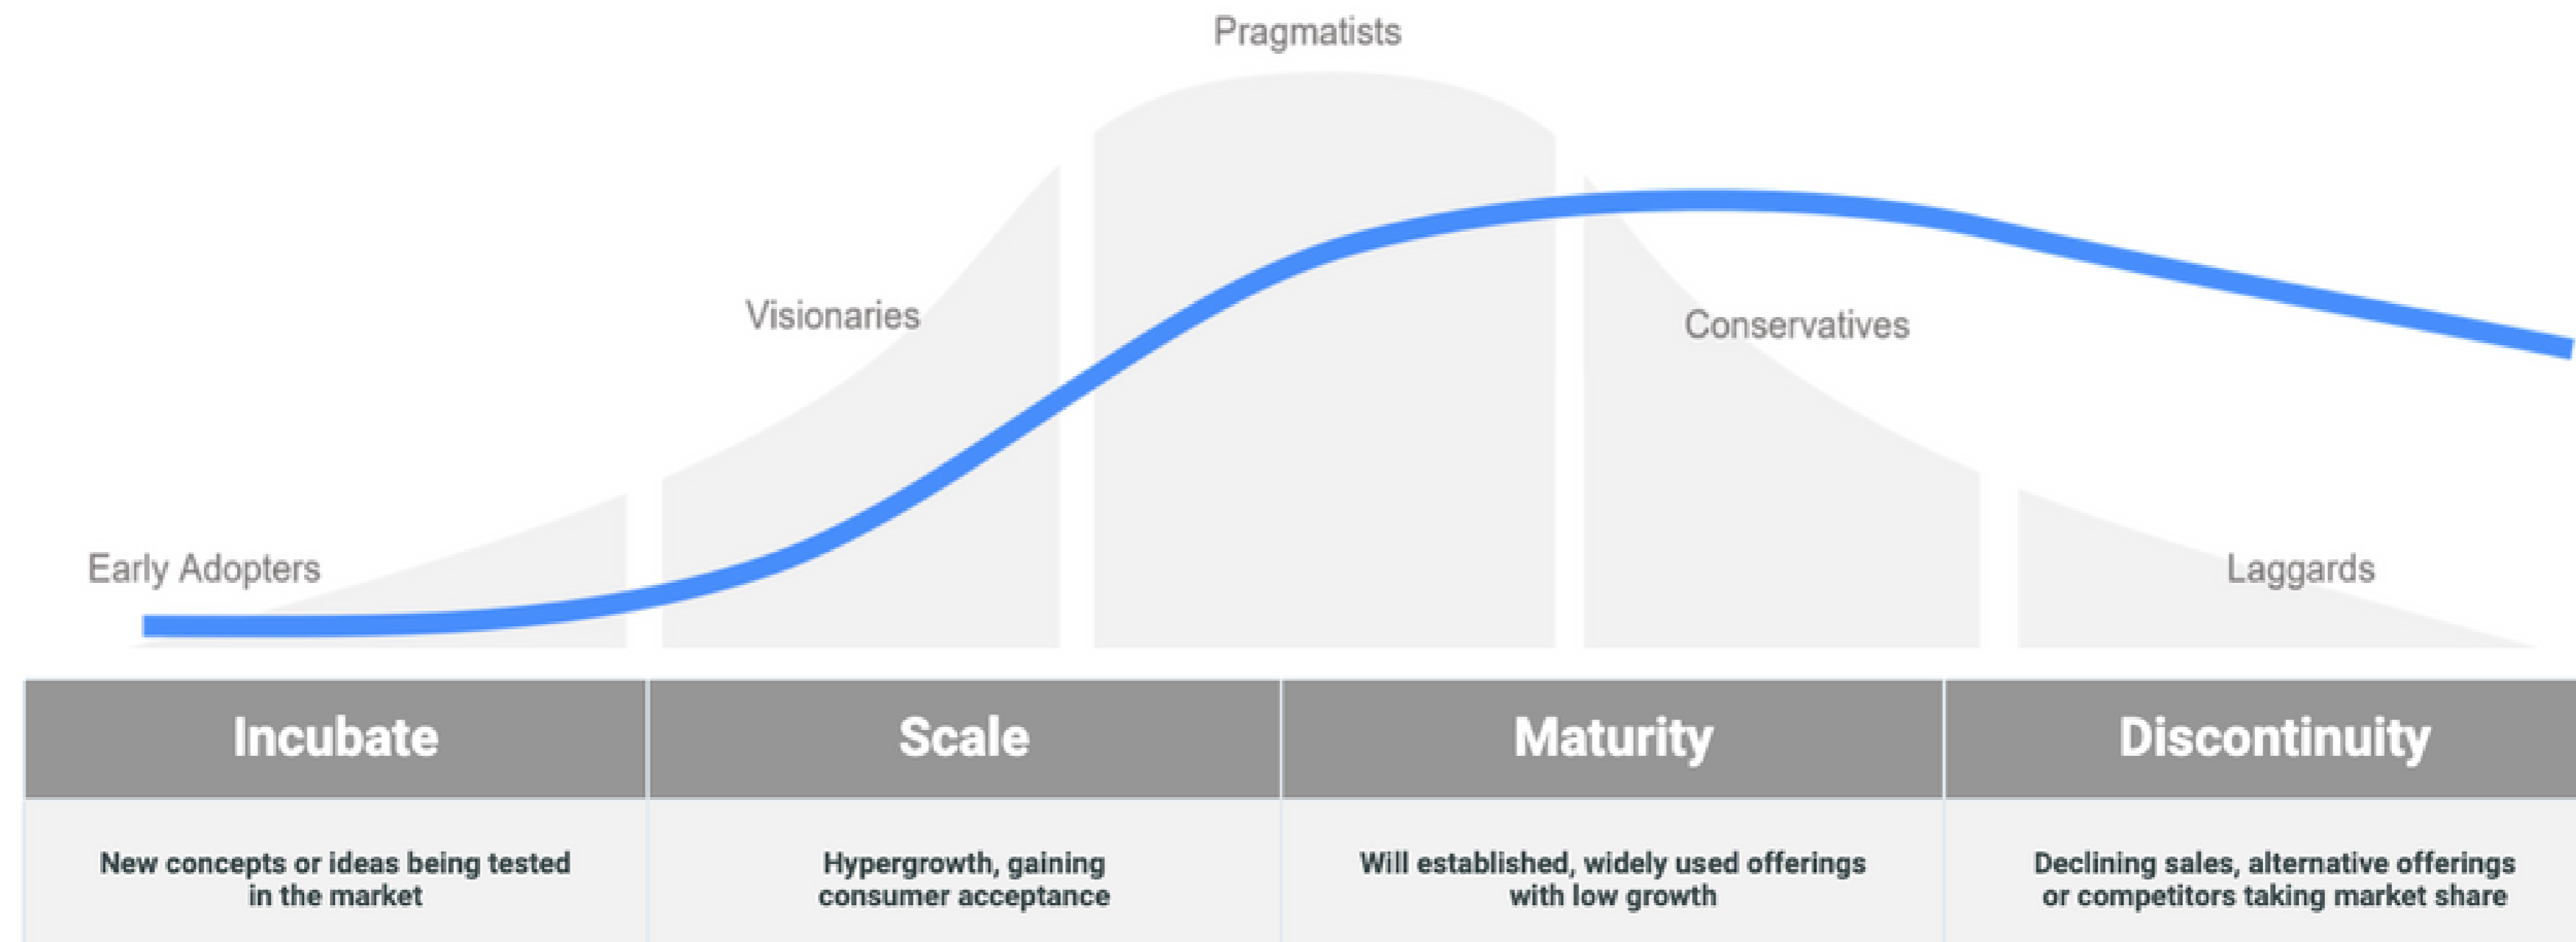 Pragmatists
Visionaries
Conservatives
Early Adopters
Laggards
Incubate
Scale
Maturity
Discontinuity
New concepts or ideas being tested
in the market
Hypergrowth, gaining
consumer acceptance
Will established, widely used offerings
with low growth
Declining sales, alternative offerings
or competitors taking market share